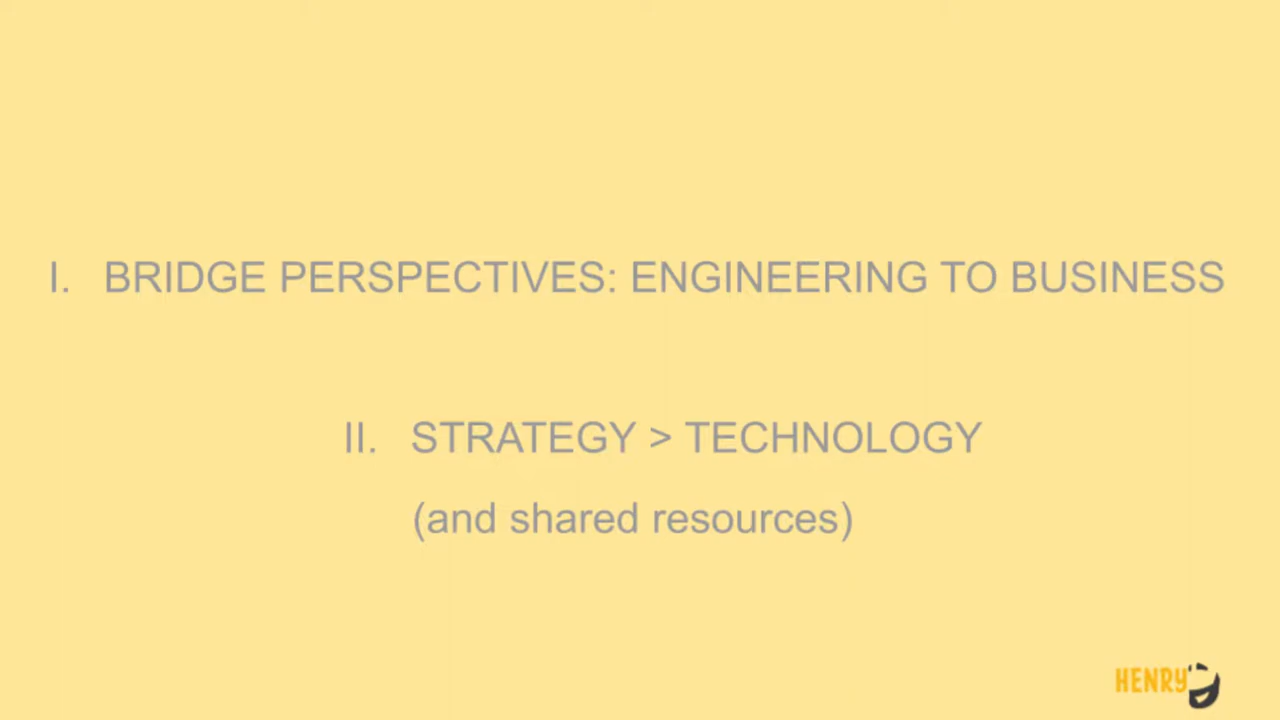 I. BRIDGE PERSPECTIVES: ENGINEERING TO BUSINESS
II. STRATEGY > TECHNOLOGY
(and shared resources)
HENRY